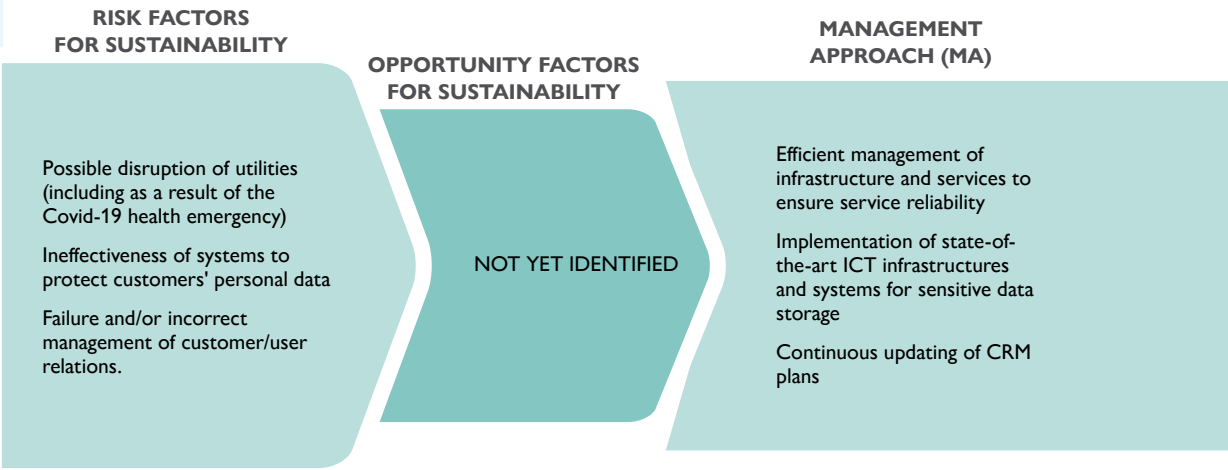 RISK FACTORS
FOR SUSTAINABILITY
Possible disruption of utilities
(including as a result of the
Covid-19 health emergency)
Ineffectiveness of systems to
protect customers' personal data
Failure and/or incorrect
management of customer/user
relations.
OPPORTUNITY FACTORS
FOR SUSTAINABILITY
NOT YET IDENTIFIED
MANAGEMENT
APPROACH (MA)
Efficient management of
infrastructure and services to
ensure service reliability
Implementation of state-of-
the-art ICT infrastructures
and systems for sensitive data
storage
Continuous updating of CRM
plans